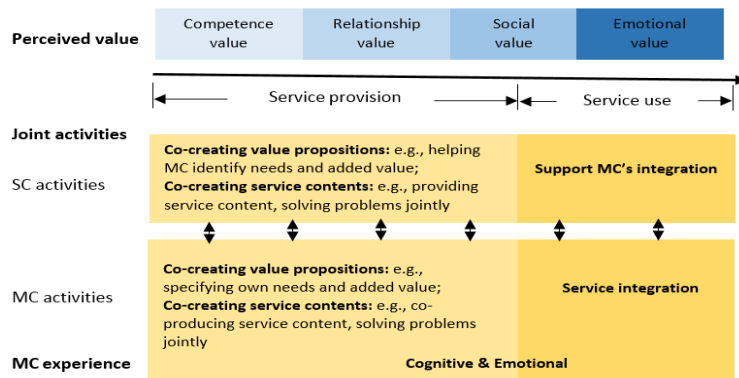 Perceived value
Competence value
Relationship value
Social value
Emotional value
Service provision
Service use
Joint activities
SC activities
Co-creating value propositions: e.g., helping
MC identify needs and added value;
Co-creating service contents: e.g., providing
service content, solving problems jointly
Support MC's integration
MC activities
Co-creating value propositions: e.g.,
specifying own needs and added value;
Co-creating service contents: e.g., co-
producing service content, solving problems
jointly
Service integration
MC experience
Cognitive & Emotional